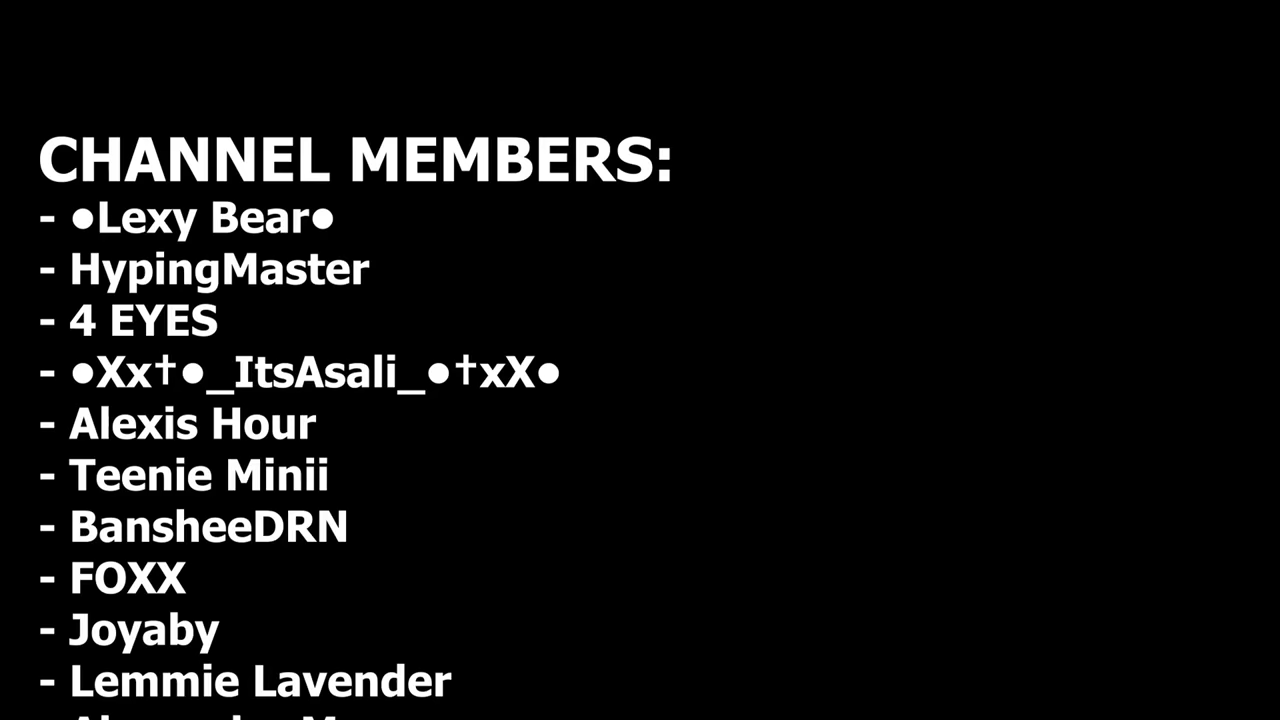 CHANNEL MEMBERS:
- ●Lexy Bear●
- HypingMaster
- 4 EYES
- ●Xx†●_ItsAsali_●†xX●
- Alexis Hour
- Teenie Minii
- BansheeDRN
- FOXX
- Joyaby
- Lemmie Lavender